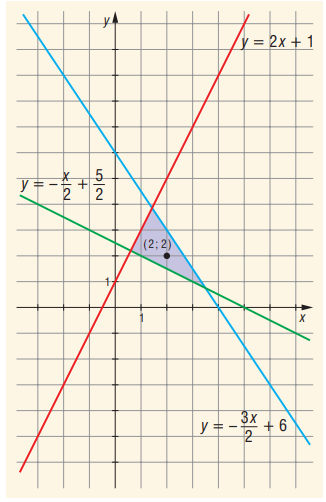 y
y = 2x + 1
y = -x/2 + 5/2
(2; 2)
1
1
x
y = -3x/2 + 6